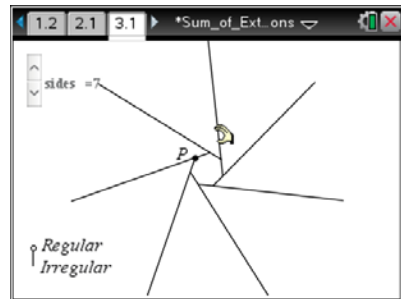 1.2 2.1 3.1 *Sum_of_Ext...ons
sides =7
P
Regular
Irregular